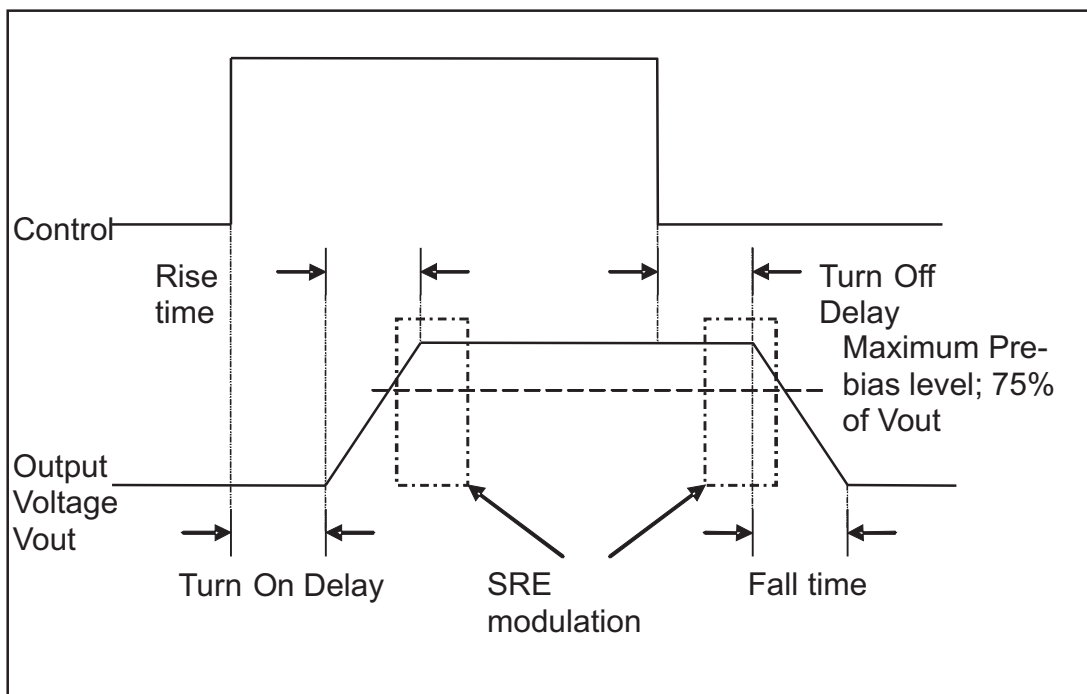 Control
Rise
time
Turn Off
Delay
Maximum Pre-
bias level; 75%
of Vout
Output
Voltage
Vout
Turn On Delay
SRE
modulation
Fall time